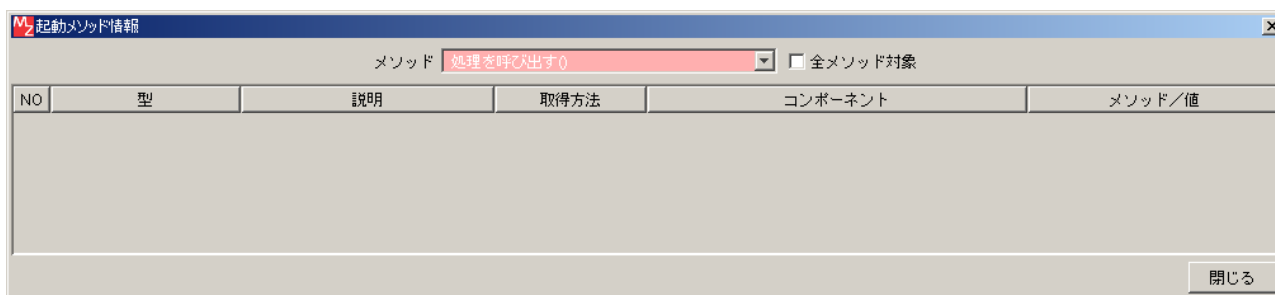 MZ 起動メソッド情報
メソッド 処理を呼び出す() 全メソッド対象
NO 型 説明 取得方法 コンポーネント メソッド/値
閉じる